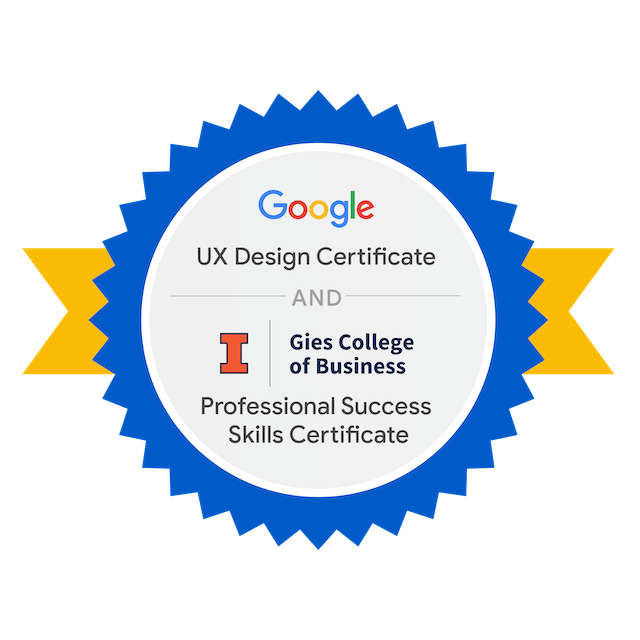 Google
UX Design Certificate
AND
Gies College
of Business
Professional Success
Skills Certificate